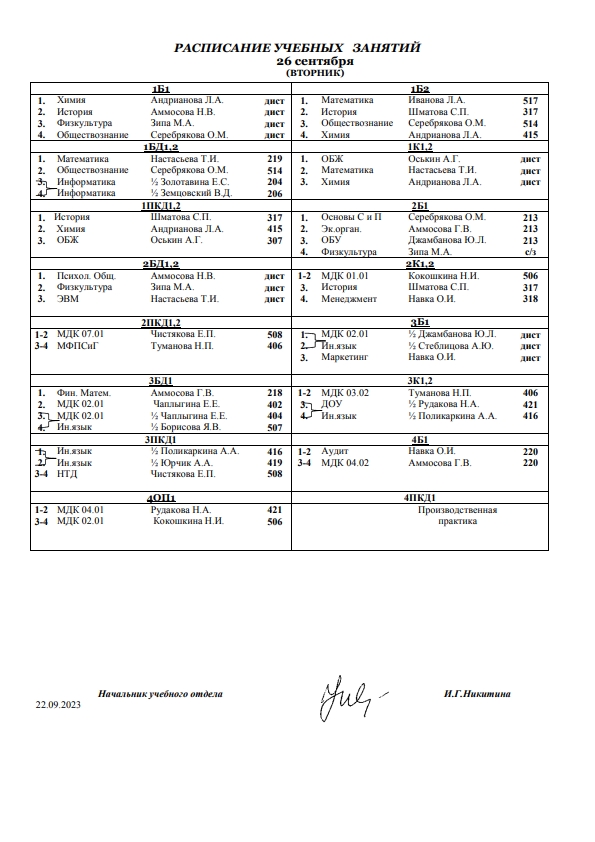 РАСПИСАНИЕ УЧЕБНЫХ ЗАНЯТИЙ
26 сентября
(ВТОРНИК)
1Б1
1. Химия Андрианова Л.А. дист
2. История Аммосова Н.В. дист
3. Физкультура Зипа М.А. дист
4. Обществознание Серебрякова О.М. дист
1Б2
1. Математика Иванова Л.А. 517
2. История Шматова С.П. 317
3. Обществознание Серебрякова О.М. 514
4. Химия Андрианова Л.А. 415
1БД1,2
1. Математика Настасьева Т.И. 219
2. Обществознание Серебрякова О.М. 514
3. Информатика ½ Золотавина Е.С. 204
4. Информатика ½ Земцовский В.Д. 206
1К1,2
1. ОБЖ Оськин А.Г. дист
2. Математика Настасьева Т.И. дист
3. Химия Андрианова Л.А. дист
1ПКД1,2
1. История Шматова С.П. 317
2. Химия Андрианова Л.А. 415
3. ОБЖ Оськин А.Г. 307
2Б1
1. Основы С и П Серебрякова О.М. 213
2. Эк.орган. Аммосова Г.В. 213
3. ОБУ Джамбанова Ю.Л. 213
4. Физкультура Зипа М.А. с/з
2БД1,2
1. Психол. Общ. Аммосова Н.В. дист
2. Физкультура Зипа М.А. дист
3. ЭВМ Настасьева Т.И. дист
2К1,2
1-2 МДК 01.01 Кокошкина Н.И. 506
3. История Шматова С.П. 317
4. Менеджмент Навка О.И. 318
2ПКД1,2
1-2 МДК 07.01 Чистякова Е.П. 508
3-4 МФПСиГ Туманова Н.П. 406
3Б1
1. МДК 02.01 ½ Джамбанова Ю.Л. дист
2. Ин.язык ½ Стеблицова А.Ю. дист
3. Маркетинг Навка О.И. дист
3БД1
1. Фин. Матем. Аммосова Г.В. 218
2. МДК 02.01 Чаплыгина Е.Е. 402
3. МДК 02.01 ½ Чаплыгина Е.Е. 404
4. Ин.язык ½ Борисова Я.В. 507
3К1,2
1-2 МДК 03.02 Туманова Н.П. 406
3. ДОУ ½ Рудакова Н.А. 421
4. Ин.язык ½ Поликаркина А.А. 416
3ПКД1
1. Ин.язык ½ Поликаркина А.А. 416
2. Ин.язык ½ Юрчик А.А. 419
3-4 НТД Чистякова Е.П. 508
4Б1
1-2 Аудит Навка О.И. 220
3-4 МДК 04.02 Аммосова Г.В. 220
4ОП1
1-2 МДК 04.01 Рудакова Н.А. 421
3-4 МДК 02.01 Кокошкина Н.И. 506
4ПКД1
Производственная
практика
Начальник учебного отдела И.Г.Никитина
22.09.2023